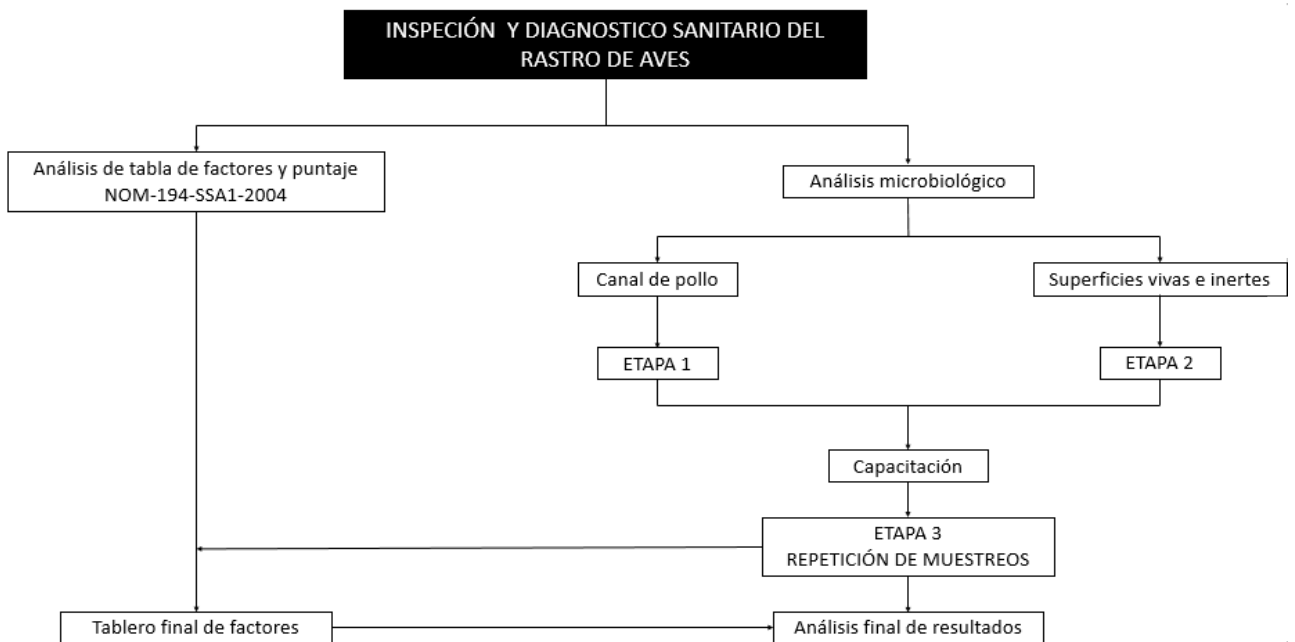 INSPECIÓN Y DIAGNOSTICO SANITARIO DEL
RASTRO DE AVES
Análisis de tabla de factores y puntaje
NOM-194-SSA1-2004
Análisis microbiológico
Canal de pollo
Superficies vivas e inertes
ETAPA 1
ETAPA 2
Capacitación
ETAPA 3
REPETICIÓN DE MUESTREOS
Tablero final de factores
Análisis final de resultados